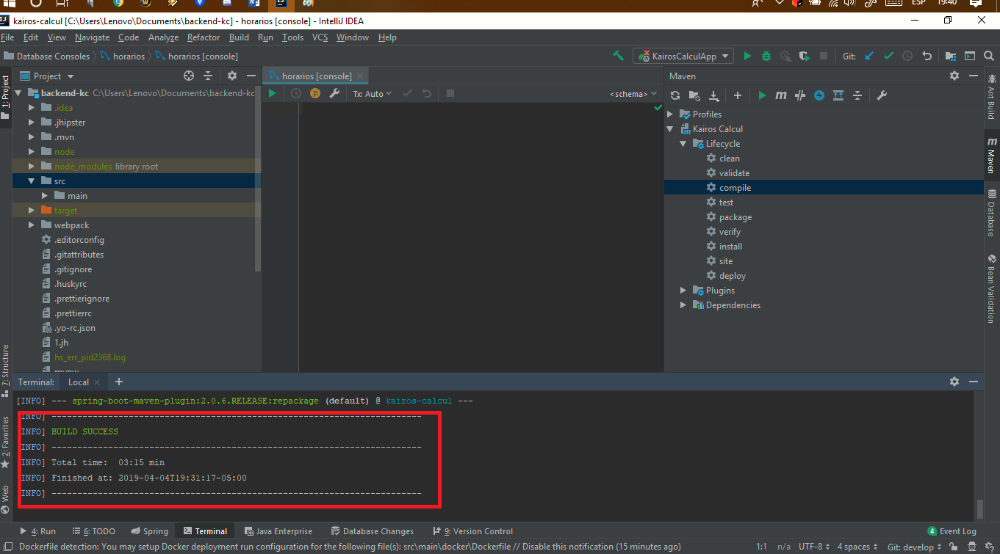 ESP 19:40
kairos-calcul [C:\Users\Lenovo\Documents\backend-kc] - horarios [console] - IntelliJ IDEA
File Edit View Navigate Code Analyze Refactor Build Run Tools VCS Window Help
Database Consoles horarios horarios [console] KairosCalculApp Git:
Project horarios [console] Maven
backend-kc C:\Users\Lenovo\Documents\backend-kc Tx: Auto <schema>
.idea
.jhipster
.mvn
node
node_modules library root
src
main
target
webpack
.editorconfig
.gitattributes
.gitignore
.huskyrc
.prettierignore
.prettierrc
.yo-rc.json
1.jh
hs_err_pid2368.log
mvnw
Profiles
Kairos Calcul
Lifecycle
clean
validate
compile
test
package
verify
install
site
deploy
Plugins
Dependencies
1: Project
7: Structure
2: Favorites
Web
Ant Build
Maven
Database
Bean Validation
Terminal: Local
[INFO] --- spring-boot-maven-plugin:2.0.6.RELEASE:repackage (default) @ kairos-calcul ---
INFO] ------------------------------------------------------------------------
INFO] BUILD SUCCESS
INFO] ------------------------------------------------------------------------
INFO] Total time:  03:15 min
INFO] Finished at: 2019-04-04T19:31:17-05:00
INFO] ------------------------------------------------------------------------
4: Run 6: TODO Spring Terminal Java Enterprise Database Changes 9: Version Control 4 Event Log
Dockerfile detection: You may setup Docker deployment run configuration for the following file(s): src\main\docker\Dockerfile // Disable this notification (15 minutes ago) 1:1 n/a UTF-8 4 spaces Git: develop